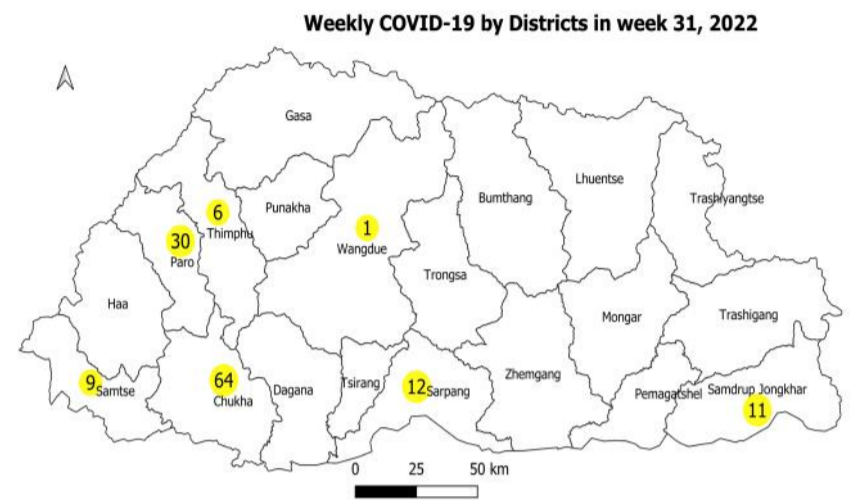 Weekly COVID-19 by Districts in week 31, 2022
Gasa
Lhuentse
Bumthang
Trashiyangtse
Punakha
6
Thimphu
1
Wangdue
30
Paro
Trongsa
Haa
Mongar
Trashigang
Zhemgang
9
Samtse
64
Chukha
Dagana
Tsirang
12
Sarpang
Pemagatshel
Samdrup Jongkhar
11
0 25 50 km